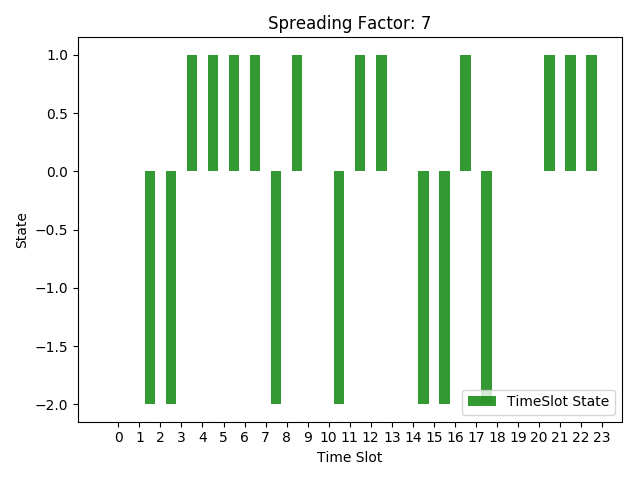 Spreading Factor: 7
1.0
0.5
0.0
−0.5
−1.0
−1.5
−2.0
State
TimeSlot State
0 1 2 3 4 5 6 7 8 9 10 11 12 13 14 15 16 17 18 19 20 21 22 23
Time Slot